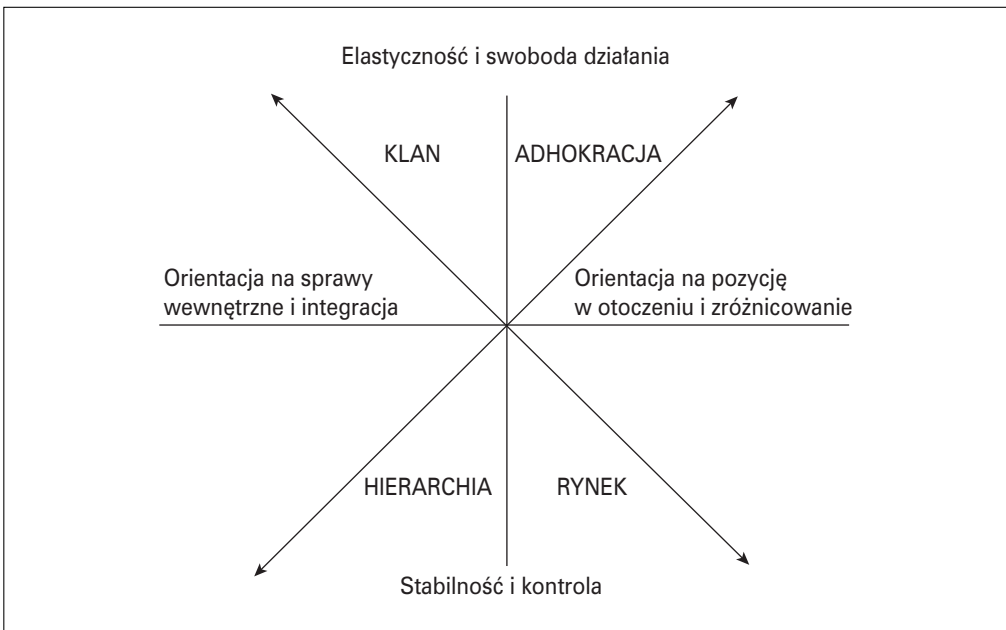 Elastyczność i swoboda działania
KLAN
ADHOKRACJA
Orientacja na sprawy
wewnętrzne i integracja
Orientacja na pozycję
w otoczeniu i zróżnicowanie
HIERARCHIA
RYNEK
Stabilność i kontrola